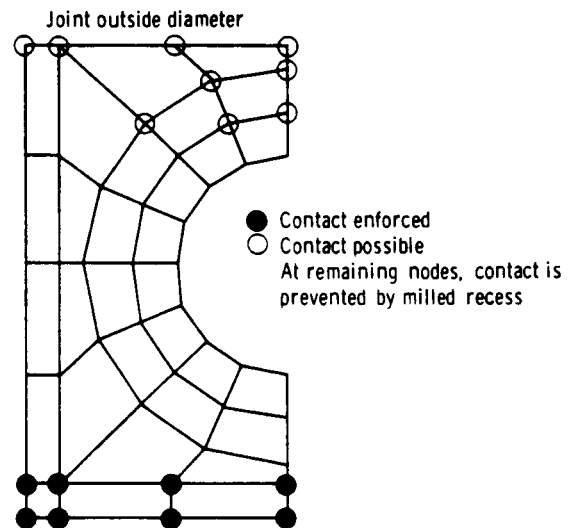 Joint outside diameter
Contact enforced
Contact possible
At remaining nodes, contact is
prevented by milled recess